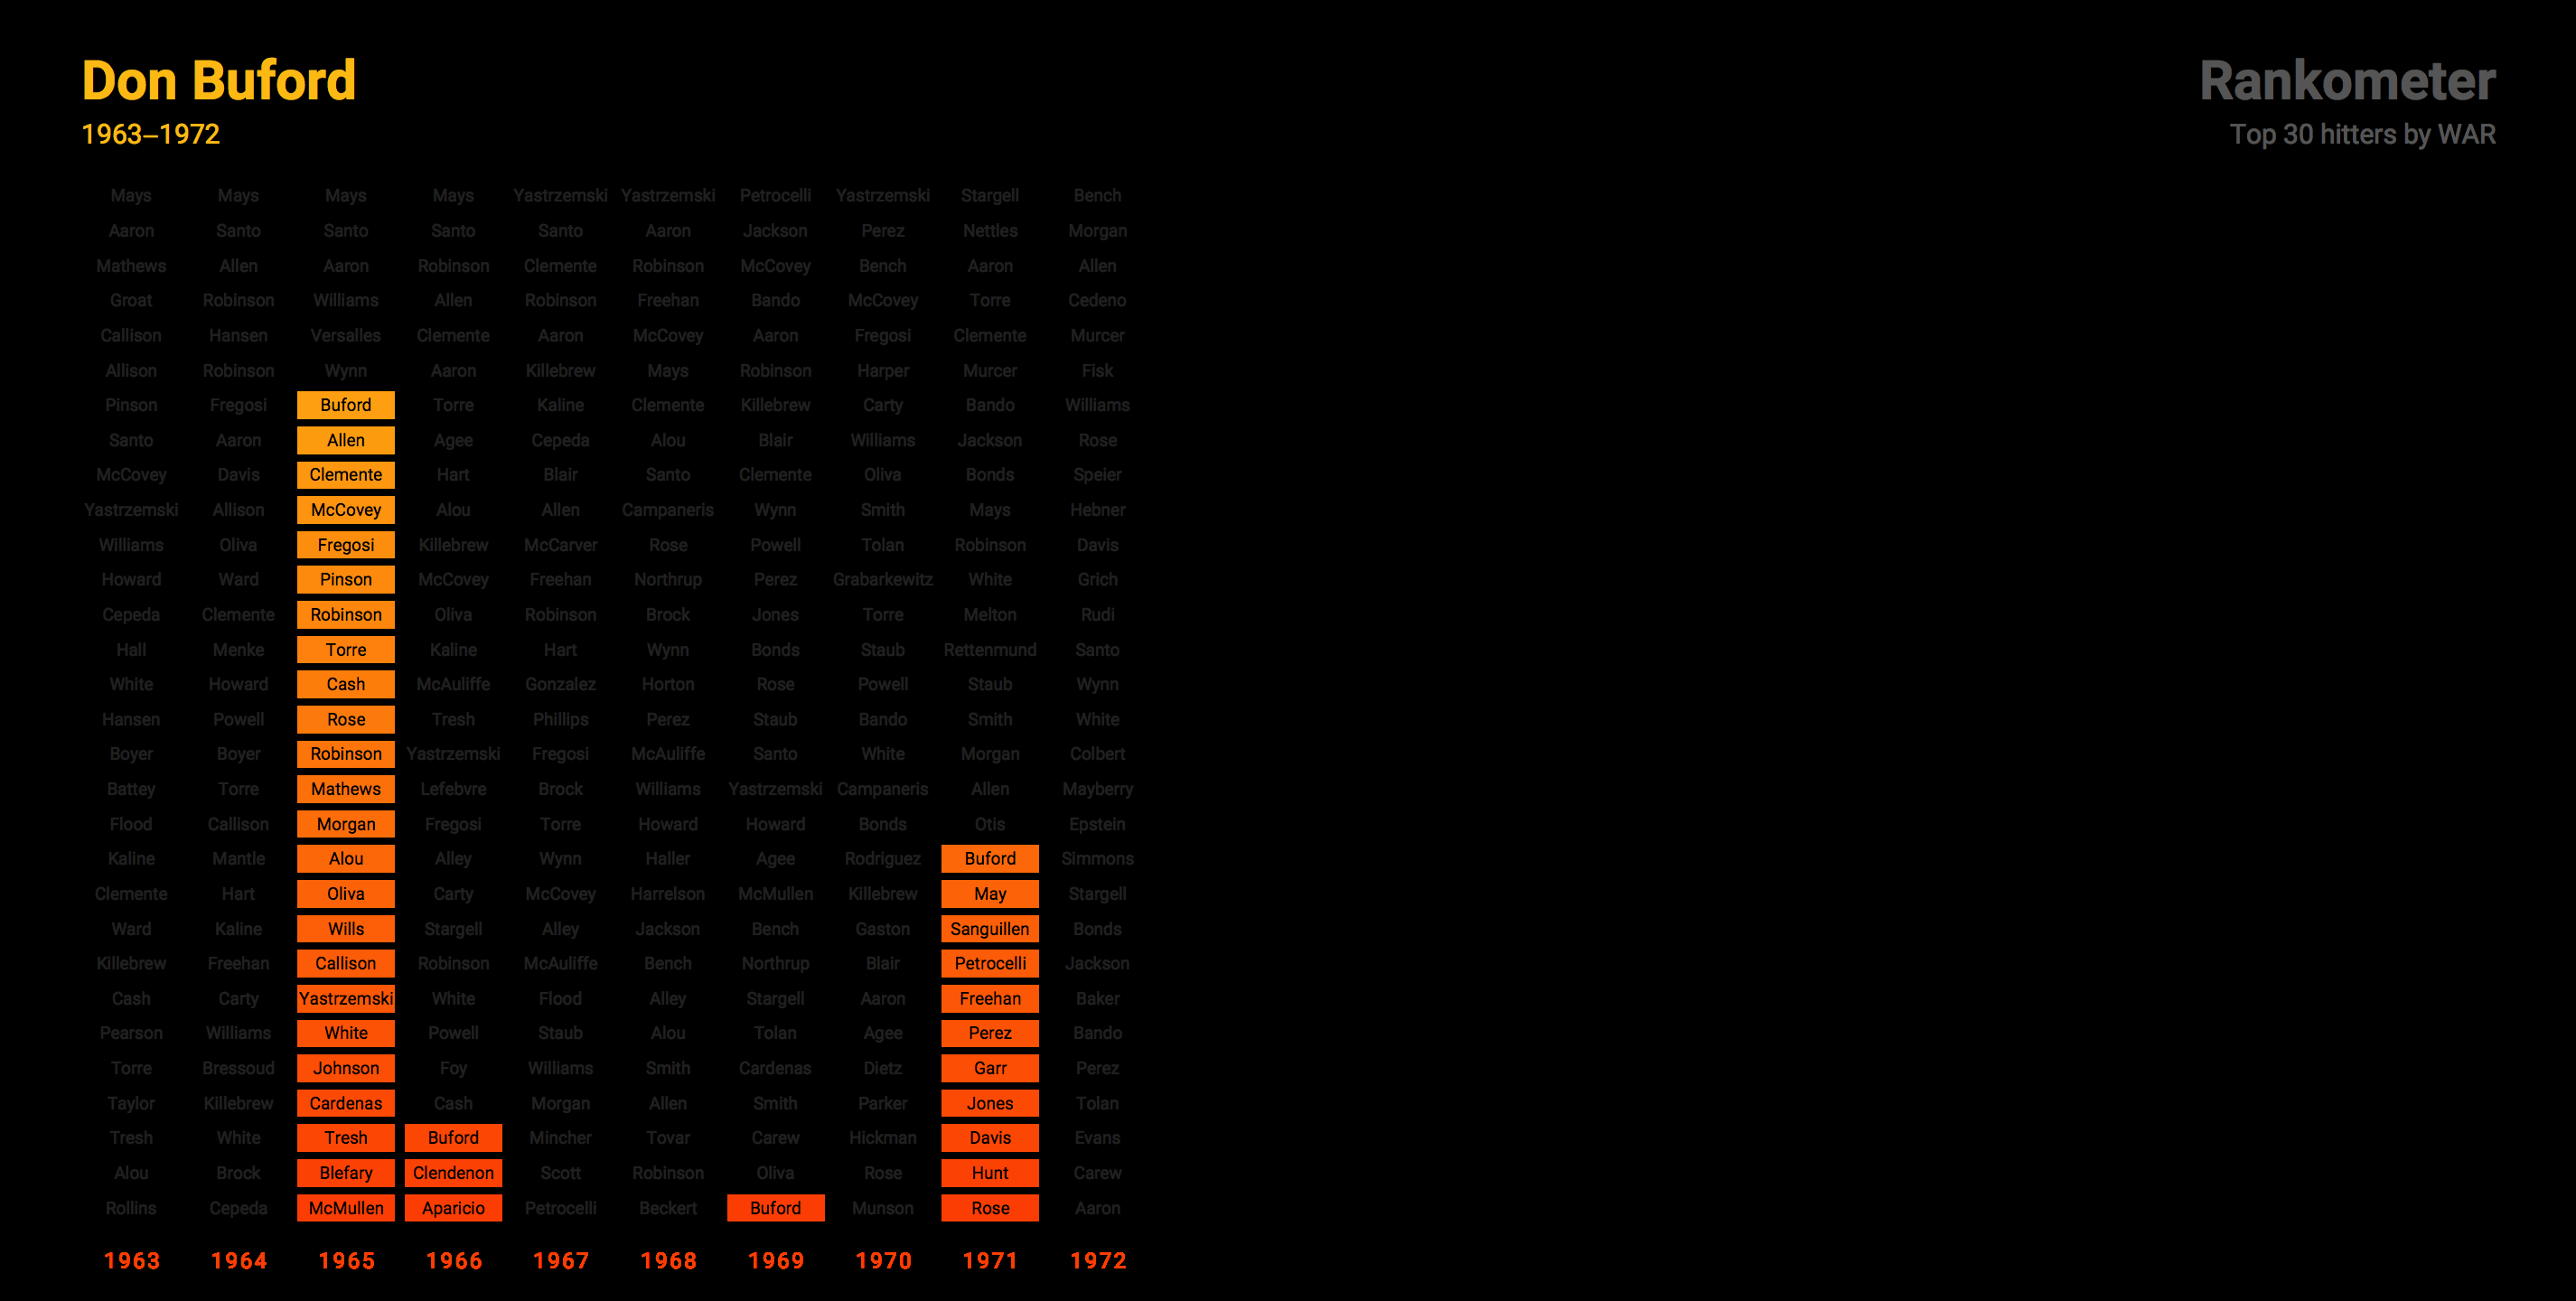 Don Buford
1963–1972
Rankometer
Top 30 hitters by WAR
Mays Mays Mays Mays Yastrzemski Yastrzemski Petrocelli Yastrzemski Stargell Bench
Aaron Santo Santo Santo Santo Aaron Jackson Perez Nettles Morgan
Mathews Allen Aaron Robinson Clemente Robinson McCovey Bench Aaron Allen
Groat Robinson Williams Allen Robinson Freehan Bando McCovey Torre Cedeno
Callison Hansen Versalles Clemente Aaron McCovey Aaron Fregosi Clemente Murcer
Allison Robinson Wynn Aaron Killebrew Mays Robinson Harper Murcer Fisk
Pinson Fregosi Buford Torre Kaline Clemente Killebrew Carty Bando Williams
Santo Aaron Allen Agee Cepeda Alou Blair Williams Jackson Rose
McCovey Davis Clemente Hart Blair Santo Clemente Oliva Bonds Speier
Yastrzemski Allison McCovey Alou Allen Campaneris Wynn Smith Mays Hebner
Williams Oliva Fregosi Killebrew McCarver Rose Powell Tolan Robinson Davis
Howard Ward Pinson McCovey Freehan Northrup Perez Grabarkewitz White Grich
Cepeda Clemente Robinson Oliva Robinson Brock Jones Torre Melton Rudi
Hall Menke Torre Kaline Hart Wynn Bonds Staub Rettenmund Santo
White Howard Cash McAuliffe Gonzalez Horton Rose Powell Staub Wynn
Hansen Powell Rose Tresh Phillips Perez Staub Bando Smith White
Boyer Boyer Robinson Yastrzemski Fregosi McAuliffe Santo White Morgan Colbert
Battey Torre Mathews Lefebvre Brock Williams Yastrzemski Campaneris Allen Mayberry
Flood Callison Morgan Fregosi Torre Howard Howard Bonds Otis Epstein
Kaline Mantle Alou Alley Wynn Haller Agee Rodriguez Buford Simmons
Clemente Hart Oliva Carty McCovey Harrelson McMullen Killebrew May Stargell
Ward Kaline Wills Stargell Alley Jackson Bench Gaston Sanguillen Bonds
Killebrew Freehan Callison Robinson McAuliffe Bench Northrup Blair Petrocelli Jackson
Cash Carty Yastrzemski White Flood Alley Stargell Aaron Freehan Baker
Pearson Williams White Powell Staub Alou Tolan Agee Perez Bando
Torre Bressoud Johnson Foy Williams Smith Cardenas Dietz Garr Perez
Taylor Killebrew Cardenas Cash Morgan Allen Smith Parker Jones Tolan
Tresh White Tresh Buford Mincher Tovar Carew Hickman Davis Evans
Alou Brock Blefary Clendenon Scott Robinson Oliva Rose Hunt Carew
Rollins Cepeda McMullen Aparicio Petrocelli Beckert Buford Munson Rose Aaron
1963 1964 1965 1966 1967 1968 1969 1970 1971 1972